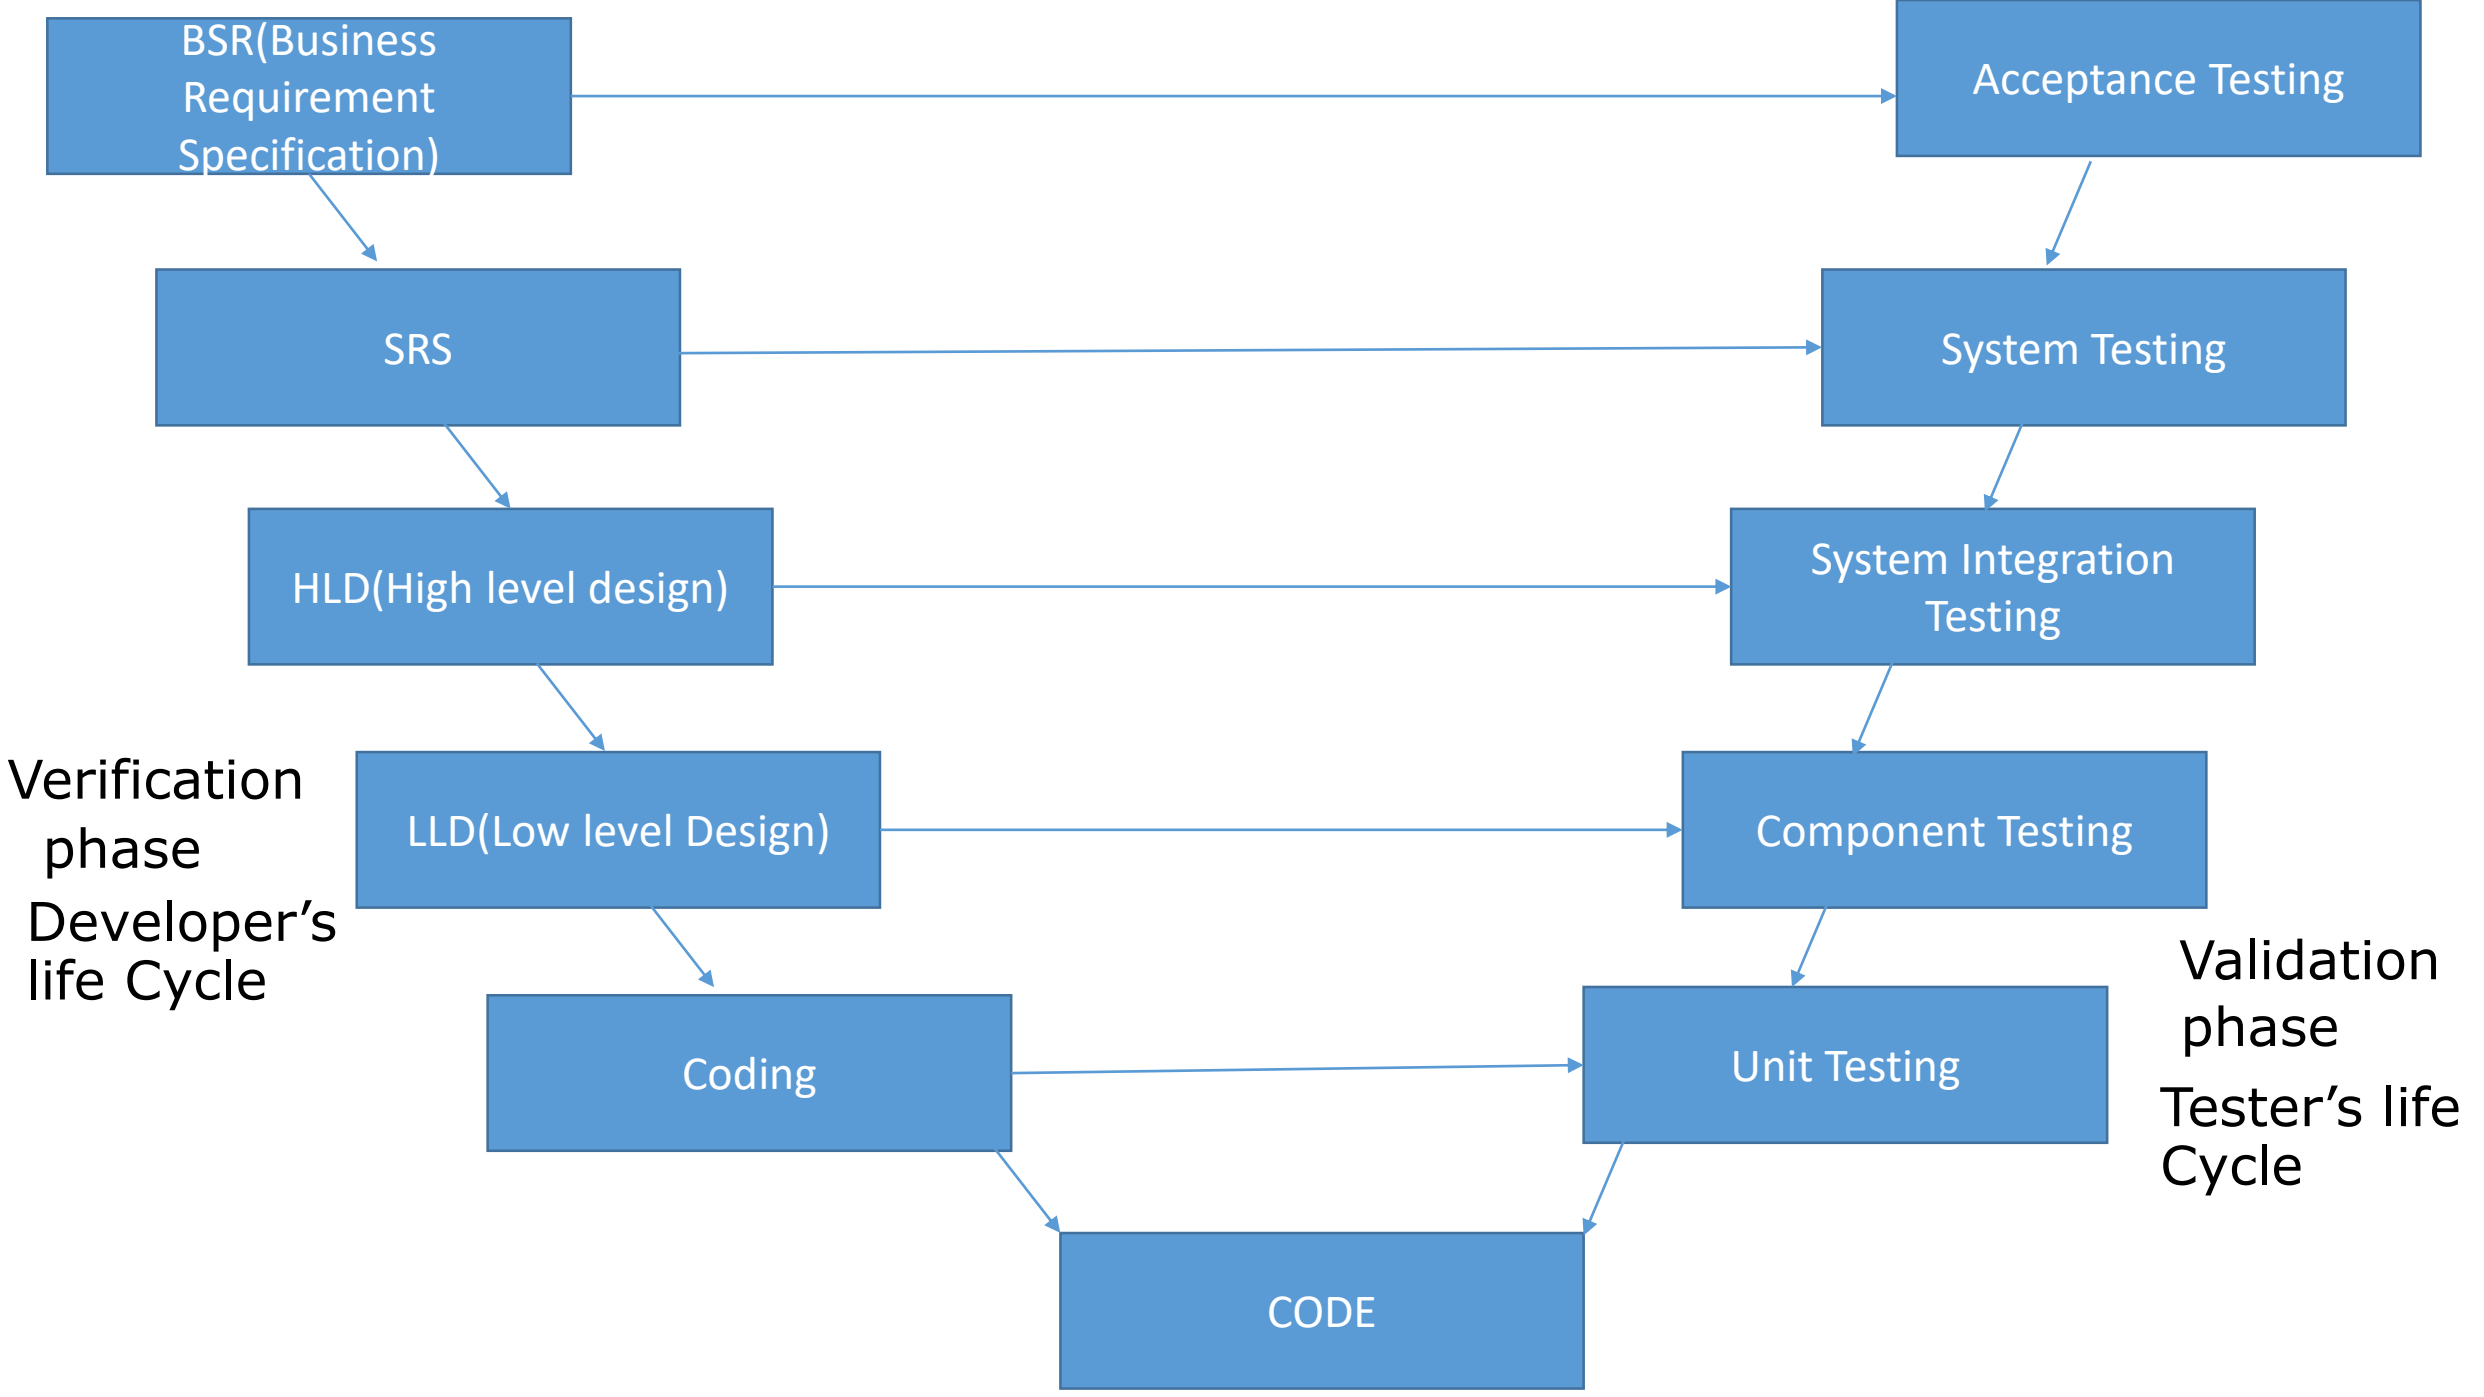 BSR(Business
Requirement
Specification)
Acceptance Testing
SRS
System Testing
HLD(High level design)
System Integration
Testing
Verification
phase
Developer’s
life Cycle
LLD(Low level Design)
Component Testing
Coding
Unit Testing
Validation
phase
Tester’s life
Cycle
CODE